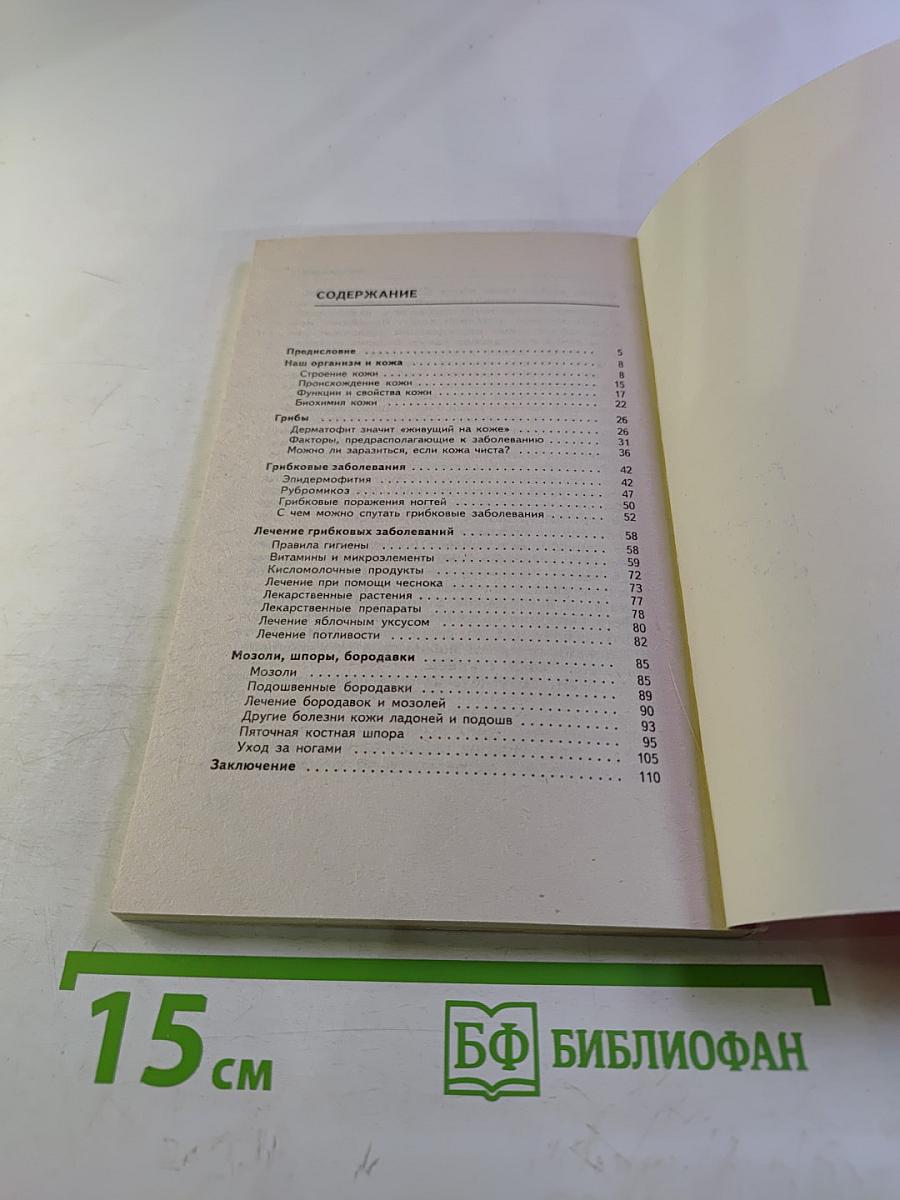 СОДЕРЖАНИЕ
Предисловие . . . . . . . . . . . . . . . . . . . . 5
Наш организм и кожа . . . . . . . . . . . . . . . . . . . . 8
Строение кожи . . . . . . . . . . . . . . . . . . . . 8
Происхождение кожи . . . . . . . . . . . . . . . . . . . . 15
Функции и свойства кожи . . . . . . . . . . . . . . . . . . . . 17
Биохимия кожи . . . . . . . . . . . . . . . . . . . . 22
Грибы . . . . . . . . . . . . . . . . . . . . 26
Дерматофит значит «живущий на коже» . . . . . . . . . . 26
Факторы, предрасполагающие к заболеванию . . . . . . . 31
Можно ли заразиться, если кожа чиста? . . . . . . . . . . 36
Грибковые заболевания . . . . . . . . . . . . . . . . . . . . 42
Эпидермофития . . . . . . . . . . . . . . . . . . . . 42
Рубромикоз . . . . . . . . . . . . . . . . . . . . 47
Грибковые поражения ногтей . . . . . . . . . . . . . . . 50
С чем можно спутать грибковые заболевания . . . . . . . 52
Лечение грибковых заболеваний . . . . . . . . . . . . . . . 58
Правила гигиены . . . . . . . . . . . . . . . . . . . . 58
Витамины и микроэлементы . . . . . . . . . . . . . . . 59
Кисломолочные продукты . . . . . . . . . . . . . . . 72
Лечение при помощи чеснока . . . . . . . . . . . . . . . 73
Лекарственные растения . . . . . . . . . . . . . . . 77
Лекарственные препараты . . . . . . . . . . . . . . . 78
Лечение яблочным уксусом . . . . . . . . . . . . . . . 80
Лечение потливости . . . . . . . . . . . . . . . . . . . . 82
Мозоли, шпоры, бородавки . . . . . . . . . . . . . . . 85
Мозоли . . . . . . . . . . . . . . . . . . . . 85
Подошвенные бородавки . . . . . . . . . . . . . . . 89
Лечение бородавок и мозолей . . . . . . . . . . . . . . . 90
Другие болезни кожи ладоней и подошв . . . . . . . . . . 93
Пяточная костная шпора . . . . . . . . . . . . . . . 95
Уход за ногами . . . . . . . . . . . . . . . . . . . . 105
Заключение . . . . . . . . . . . . . . . . . . . . 110
15 см
БФ БИБЛИОФАН